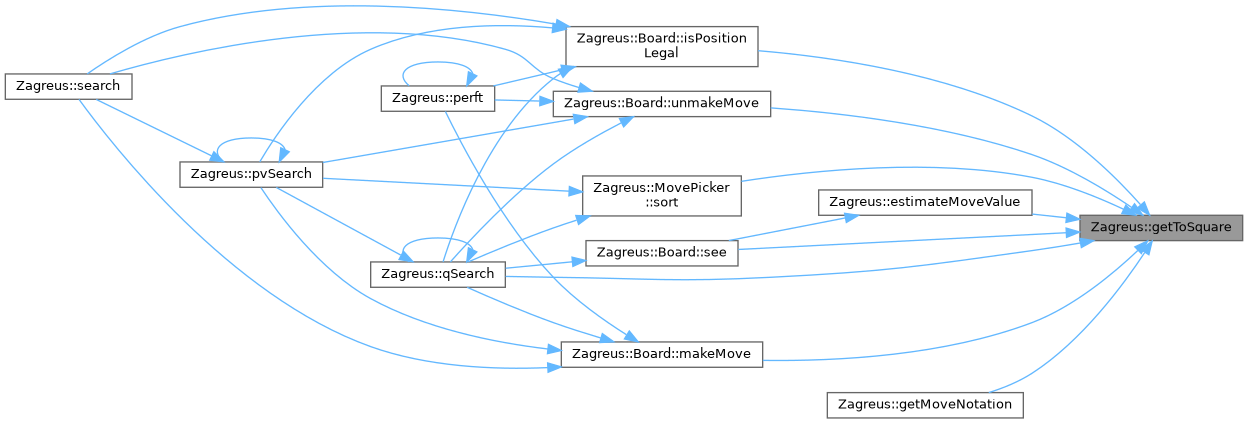 Zagreus::Board::isPosition
Legal
Zagreus::search
Zagreus::perft
Zagreus::Board::unmakeMove
Zagreus::pvSearch
Zagreus::MovePicker
::sort
Zagreus::estimateMoveValue
Zagreus::getToSquare
Zagreus::Board::see
Zagreus::qSearch
Zagreus::Board::makeMove
Zagreus::getMoveNotation